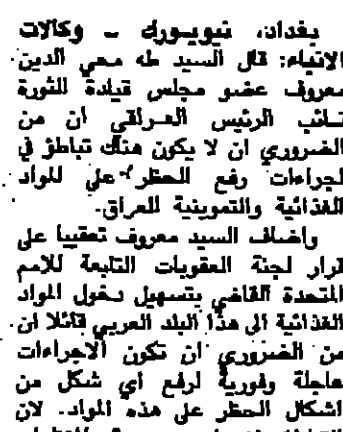 بغداد، نيويورك - وكالات
الانباء: قال السيد طه محي الدين
معروف عضو مجلس قيادة الثورة
نائب الرئيس العراقي ان من
الضروري ان لا يكون هناك تباطؤ في
اجراءات رفع الحظر على المواد
الغذائية والتموينية للعراق.
واضاف السيد معروف تعقيبا على
قرار لجنة العقوبات التابعة للامم
المتحدة القاضي بتسهيل دخول المواد
الغذائية الى هذا البلد العربي قائلا ان
من الضروري ان تكون الاجراءات
عاجلة وفورية لرفع اي شكل من
اشكال الحظر على هذه المواد. لان